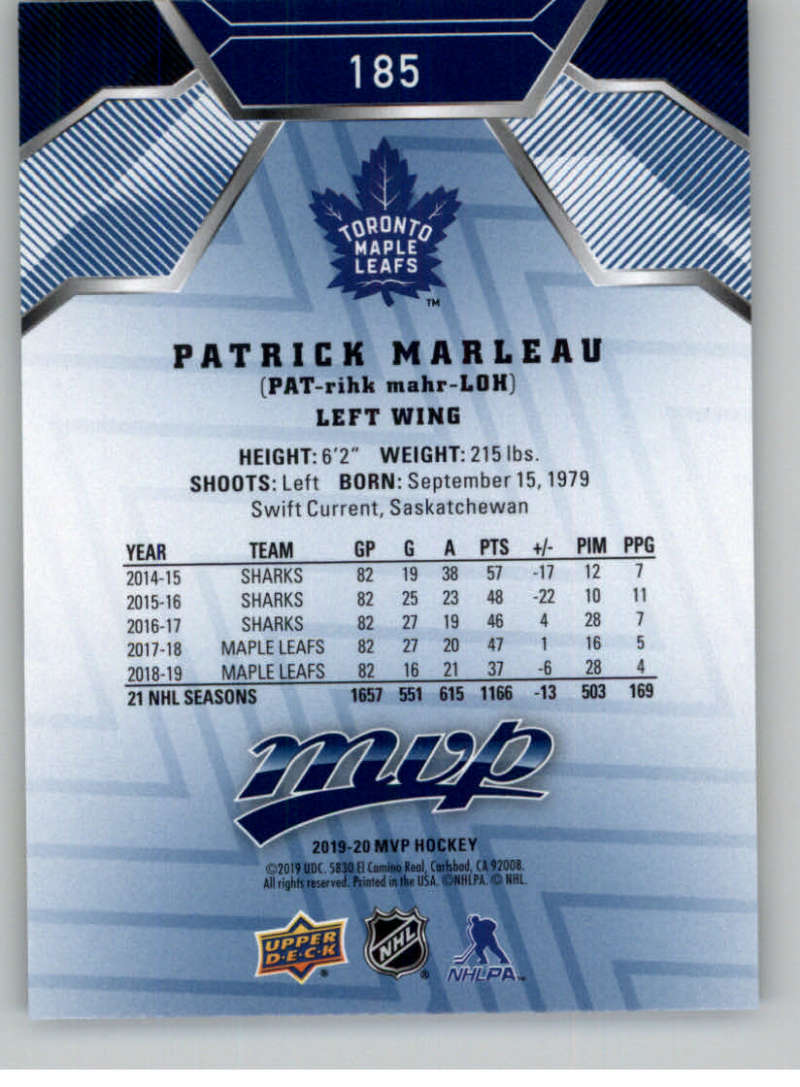 185
TORONTO
MAPLE
LEAFS
™
PATRICK MARLEAU
(PAT-rihk mahr-LOH)
LEFT WING
HEIGHT: 6'2" WEIGHT: 215 lbs.
SHOOTS: Left BORN: September 15, 1979
Swift Current, Saskatchewan
YEAR TEAM GP G A PTS +/- PIM PPG
2014-15 SHARKS 82 19 38 57 -17 12 7
2015-16 SHARKS 82 25 23 48 -22 10 11
2016-17 SHARKS 82 27 19 46 4 28 7
2017-18 MAPLE LEAFS 82 27 20 47 1 16 5
2018-19 MAPLE LEAFS 82 16 21 37 -6 28 4
21 NHL SEASONS 1657 551 615 1166 -13 503 169
mvp
2019-20 MVP HOCKEY
©2019 UDC. 5830 El Camino Real, Carlsbad, CA 92008.
All rights reserved. Printed in the USA. ©NHLPA. © NHL.
UPPER
D·E·C·K ®
NHL ®
NHLPA™